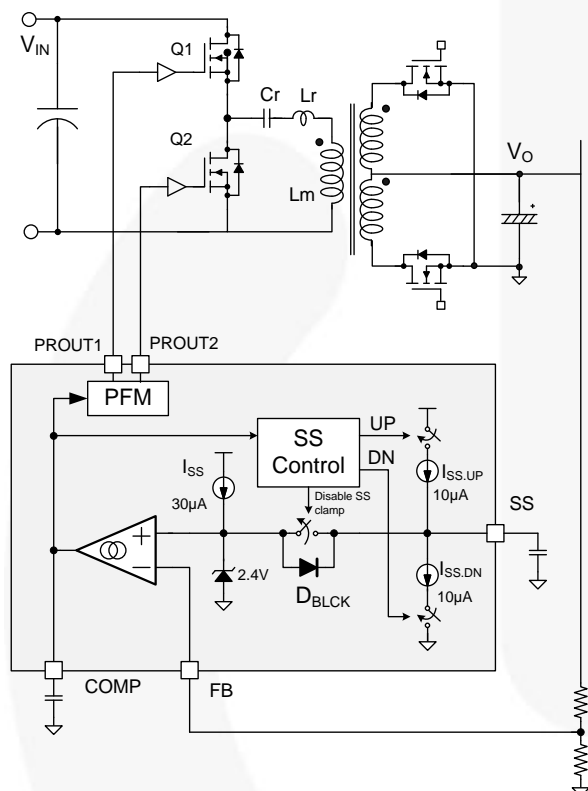 Q1
VIN
Cr
Lr
Q2
Lm
VO
+
PROUT1
PROUT2
PFM
SS
Control
UP
DN
ISS
30µA
Disable SS
clamp
ISS.UP
10µA
SS
+
−
2.4V
DBLCK
ISS.DN
10µA
COMP
FB